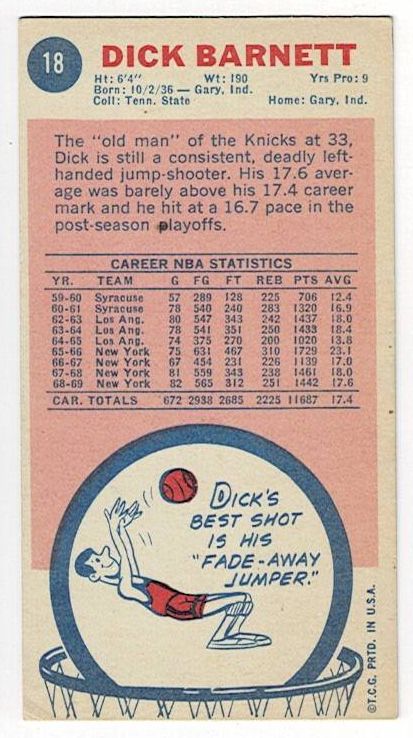 18
DICK BARNETT
Ht: 6'4" Wt: 190 Yrs Pro: 9
Born: 10/2/36 — Gary, Ind.
Coll: Tenn. State Home: Gary, Ind.
The "old man" of the Knicks at 33,
Dick is still a consistent, deadly left-
handed jump-shooter. His 17.6 aver-
age was barely above his 17.4 career
mark and he hit at a 16.7 pace in the
post-season playoffs.
CAREER NBA STATISTICS
YR. TEAM G FG FT REB PTS AVG
59-60 Syracuse 57 289 128 225 706 12.4
60-61 Syracuse 78 540 240 283 1320 16.9
62-63 Los Ang. 80 547 343 242 1437 18.0
63-64 Los Ang. 78 541 351 250 1433 18.4
64-65 Los Ang. 74 375 270 200 1020 13.8
65-66 New York 75 631 467 310 1729 23.1
66-67 New York 67 454 231 226 1139 17.0
67-68 New York 81 559 343 238 1461 18.0
68-69 New York 82 565 312 251 1442 17.6
CAR. TOTALS 672 2938 2685 2225 11687 17.4
DICK'S
BEST SHOT
IS HIS
"FADE-AWAY
JUMPER."
©T.C.G. PRTD. IN U.S.A.